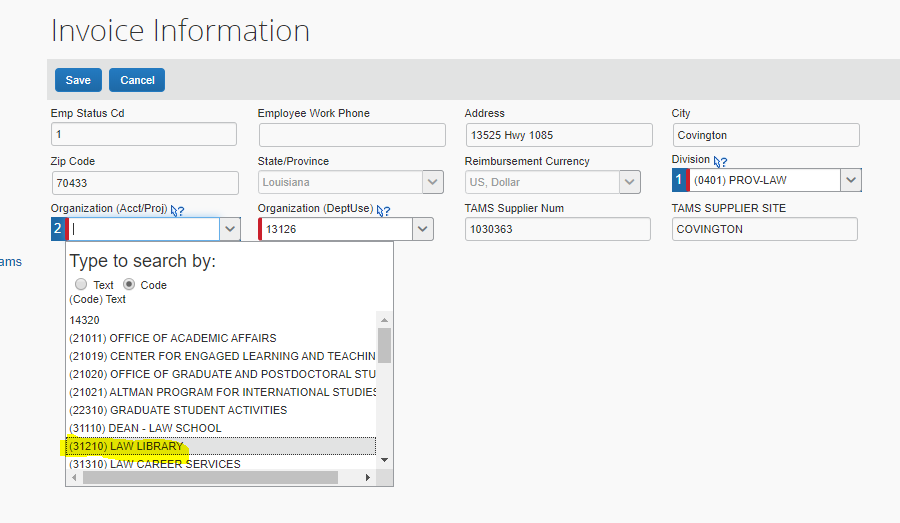 Invoice Information
Save Cancel
Emp Status Cd Employee Work Phone Address City
1 13525 Hwy 1085 Covington
Zip Code State/Province Reimbursement Currency Division ?
70433 Louisiana US, Dollar 1 (0401) PROV-LAW
Organization (Acct/Proj) ? Organization (DeptUse) ? TAMS Supplier Num TAMS SUPPLIER SITE
2 13126 1030363 COVINGTON
ams
Type to search by:
Text Code
(Code) Text
14320
(21011) OFFICE OF ACADEMIC AFFAIRS
(21019) CENTER FOR ENGAGED LEARNING AND TEACHIN
(21020) OFFICE OF GRADUATE AND POSTDOCTORAL STU
(21021) ALTMAN PROGRAM FOR INTERNATIONAL STUDIES
(22310) GRADUATE STUDENT ACTIVITIES
(31110) DEAN - LAW SCHOOL
(31210) LAW LIBRARY
(31310) LAW CAREER SERVICES